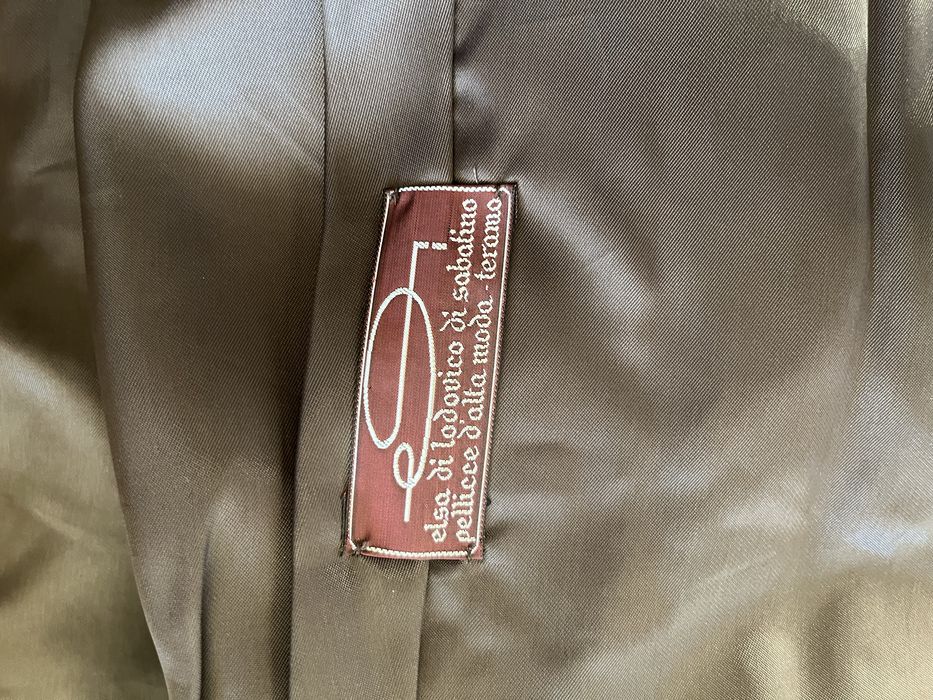 elsa di lodovico di sabatino
pellicce d'alta moda - teramo